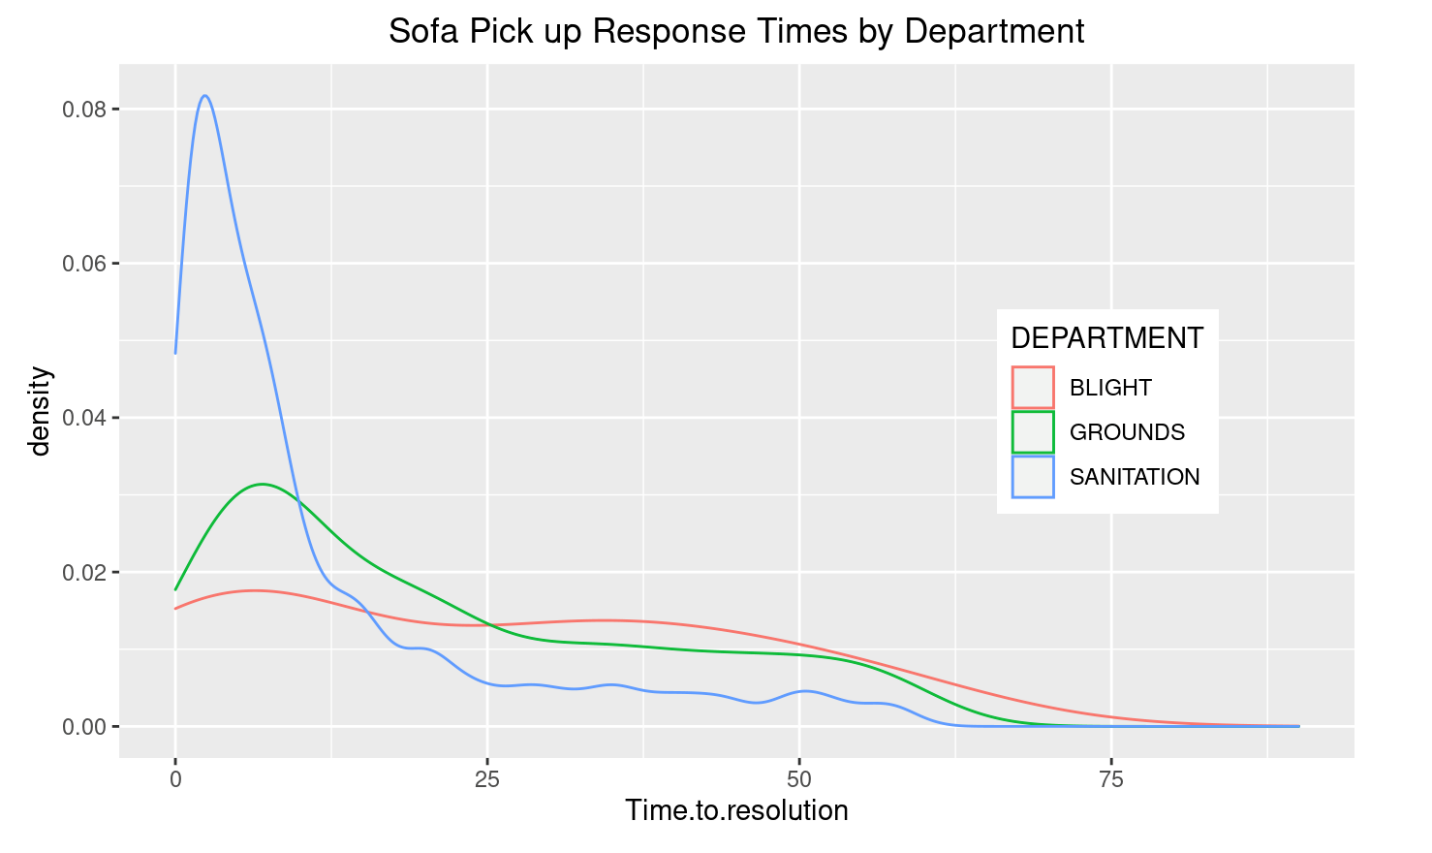 Sofa Pick up Response Times by Department
0.08
0.06
0.04
0.02
0.00
density
DEPARTMENT
BLIGHT
GROUNDS
SANITATION
0 25 50 75
Time.to.resolution